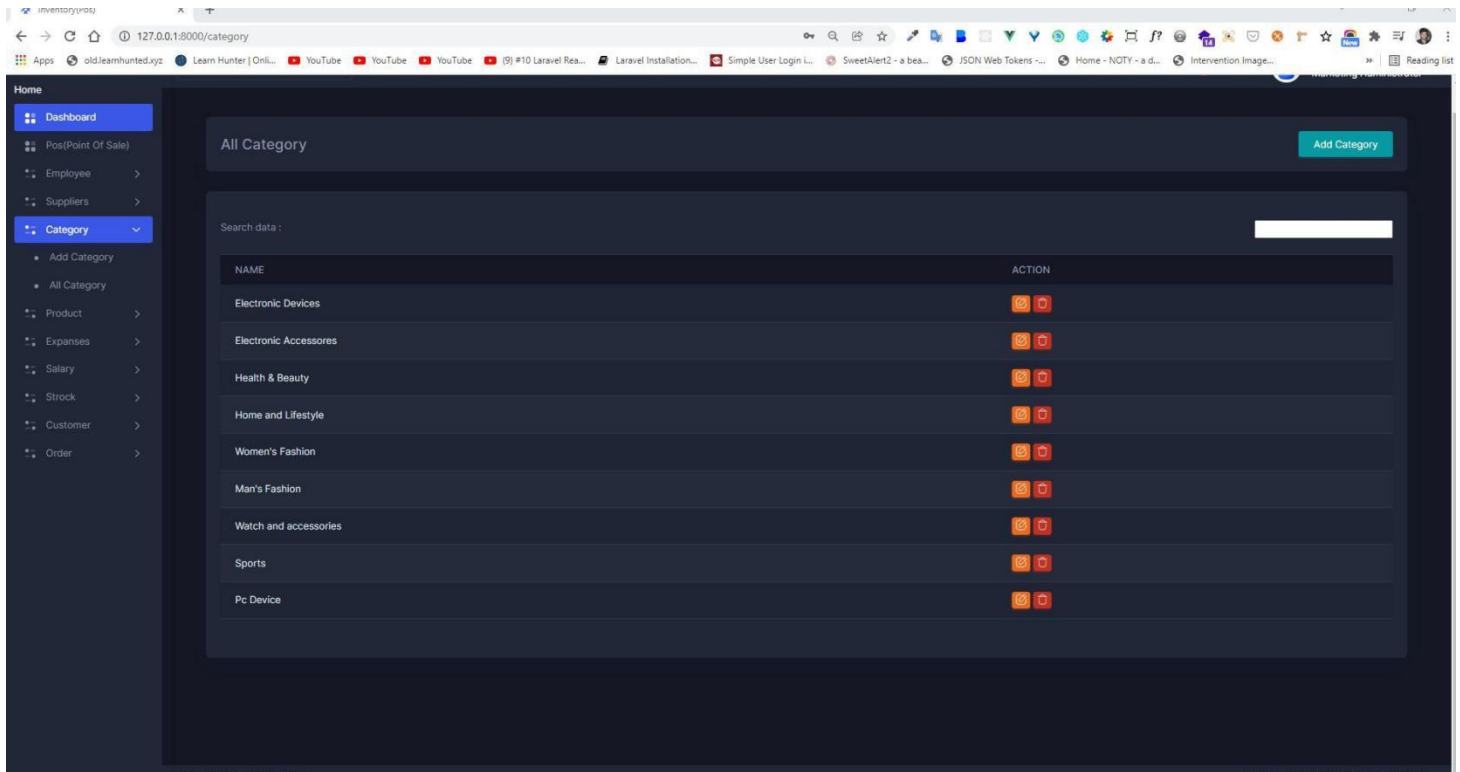 Inventory(Pos)
127.0.0.1:8000/category
Apps old.learnhunted.xyz Learn Hunter | Onli... YouTube YouTube YouTube (9) #10 Laravel Rea... Laravel Installation... Simple User Login i... SweetAlert2 - a bea... JSON Web Tokens -... Home - NOTY - a d... Intervention Image... » Reading list
Marketing Administrator
Home
Dashboard
Pos(Point Of Sale)
Employee
Suppliers
Category
Add Category
All Category
Product
Expanses
Salary
Strock
Customer
Order
All Category
Add Category
Search data :
NAME ACTION
Electronic Devices
Electronic Accessores
Health & Beauty
Home and Lifestyle
Women's Fashion
Man's Fashion
Watch and accessories
Sports
Pc Device
f?
14
New